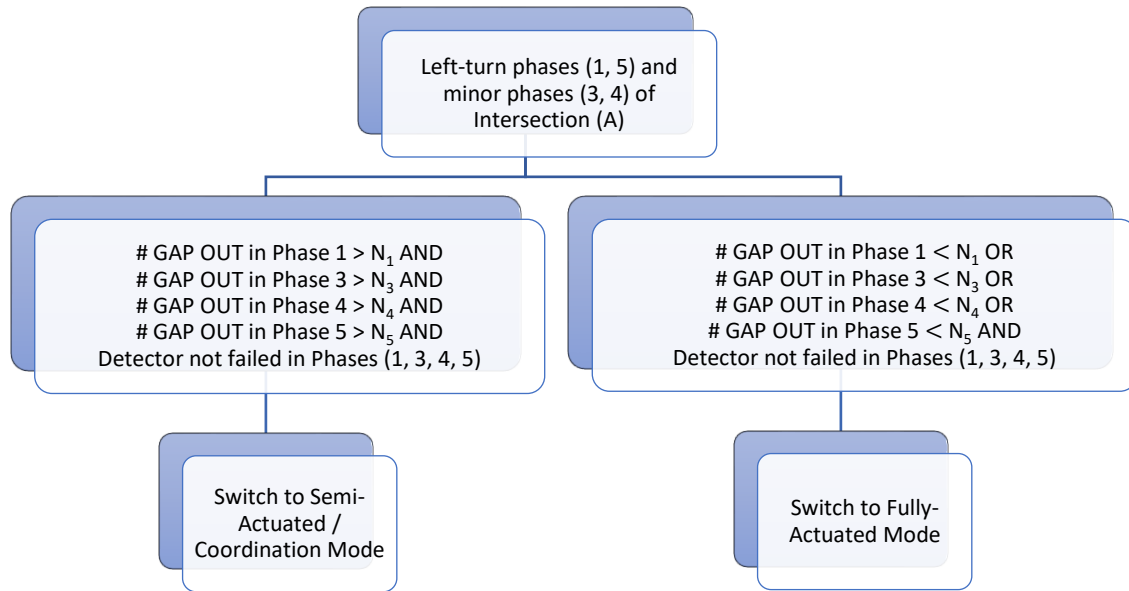 Left-turn phases (1, 5) and
minor phases (3, 4) of
Intersection (A)
# GAP OUT in Phase 1 > N₁ AND
# GAP OUT in Phase 3 > N₃ AND
# GAP OUT in Phase 4 > N₄ AND
# GAP OUT in Phase 5 > N₅ AND
Detector not failed in Phases (1, 3, 4, 5)
# GAP OUT in Phase 1 < N₁ OR
# GAP OUT in Phase 3 < N₃ OR
# GAP OUT in Phase 4 < N₄ OR
# GAP OUT in Phase 5 < N₅ AND
Detector not failed in Phases (1, 3, 4, 5)
Switch to Semi-
Actuated /
Coordination Mode
Switch to Fully-
Actuated Mode